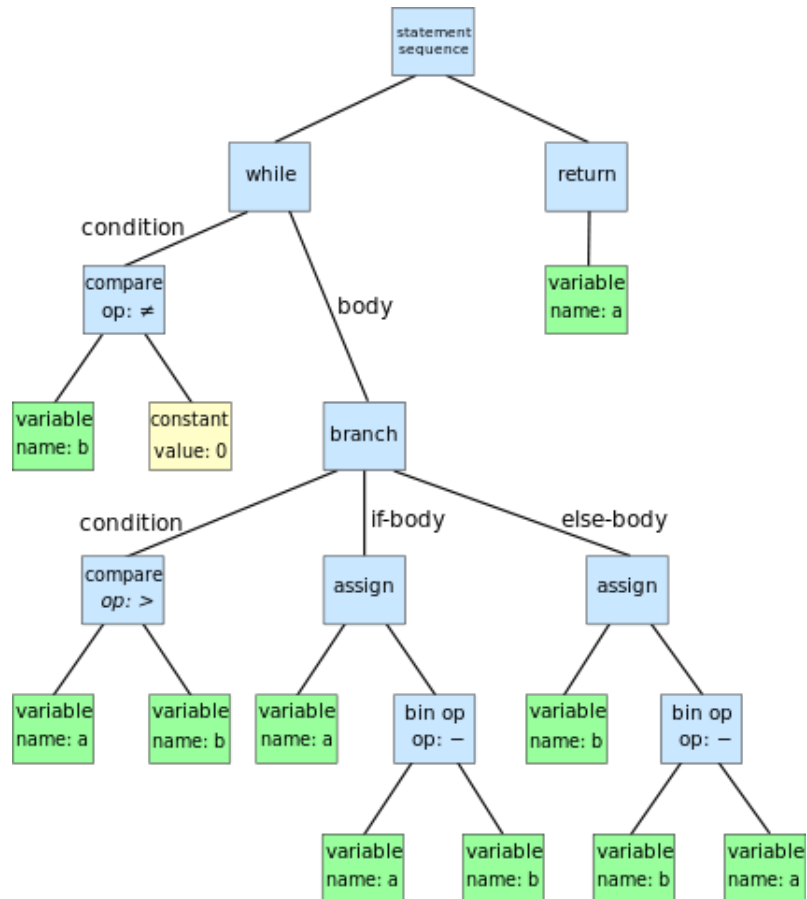 statement
sequence
while
return
condition
compare
op: ≠
body
variable
name: a
variable
name: b
constant
value: 0
branch
condition
if-body
else-body
compare
op: >
assign
assign
variable
name: a
variable
name: b
variable
name: a
bin op
op: −
variable
name: b
bin op
op: −
variable
name: a
variable
name: b
variable
name: b
variable
name: a